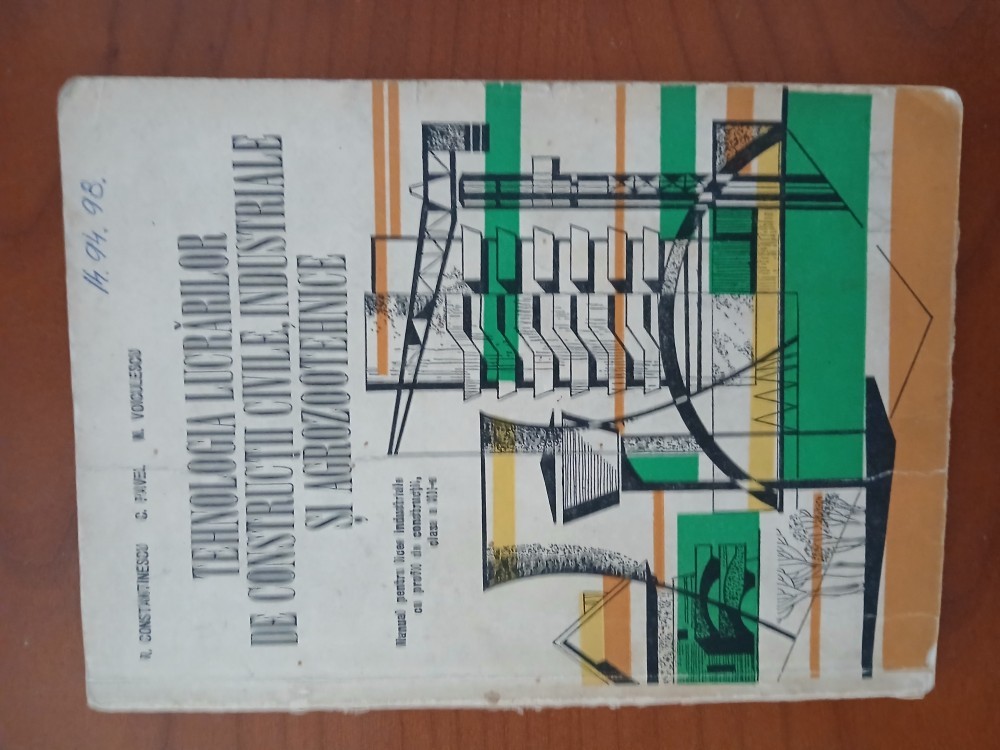 14.94.98.
R. CONSTANTINESCU C. PAVEL M. VOICULESCU
TEHNOLOGIA LUCRĂRILOR
DE CONSTRUCȚII CIVILE, INDUSTRIALE
ȘI AGROZOOTEHNICE
Manual pentru licee industriale
cu profil de construcții,
clasa a XII-a